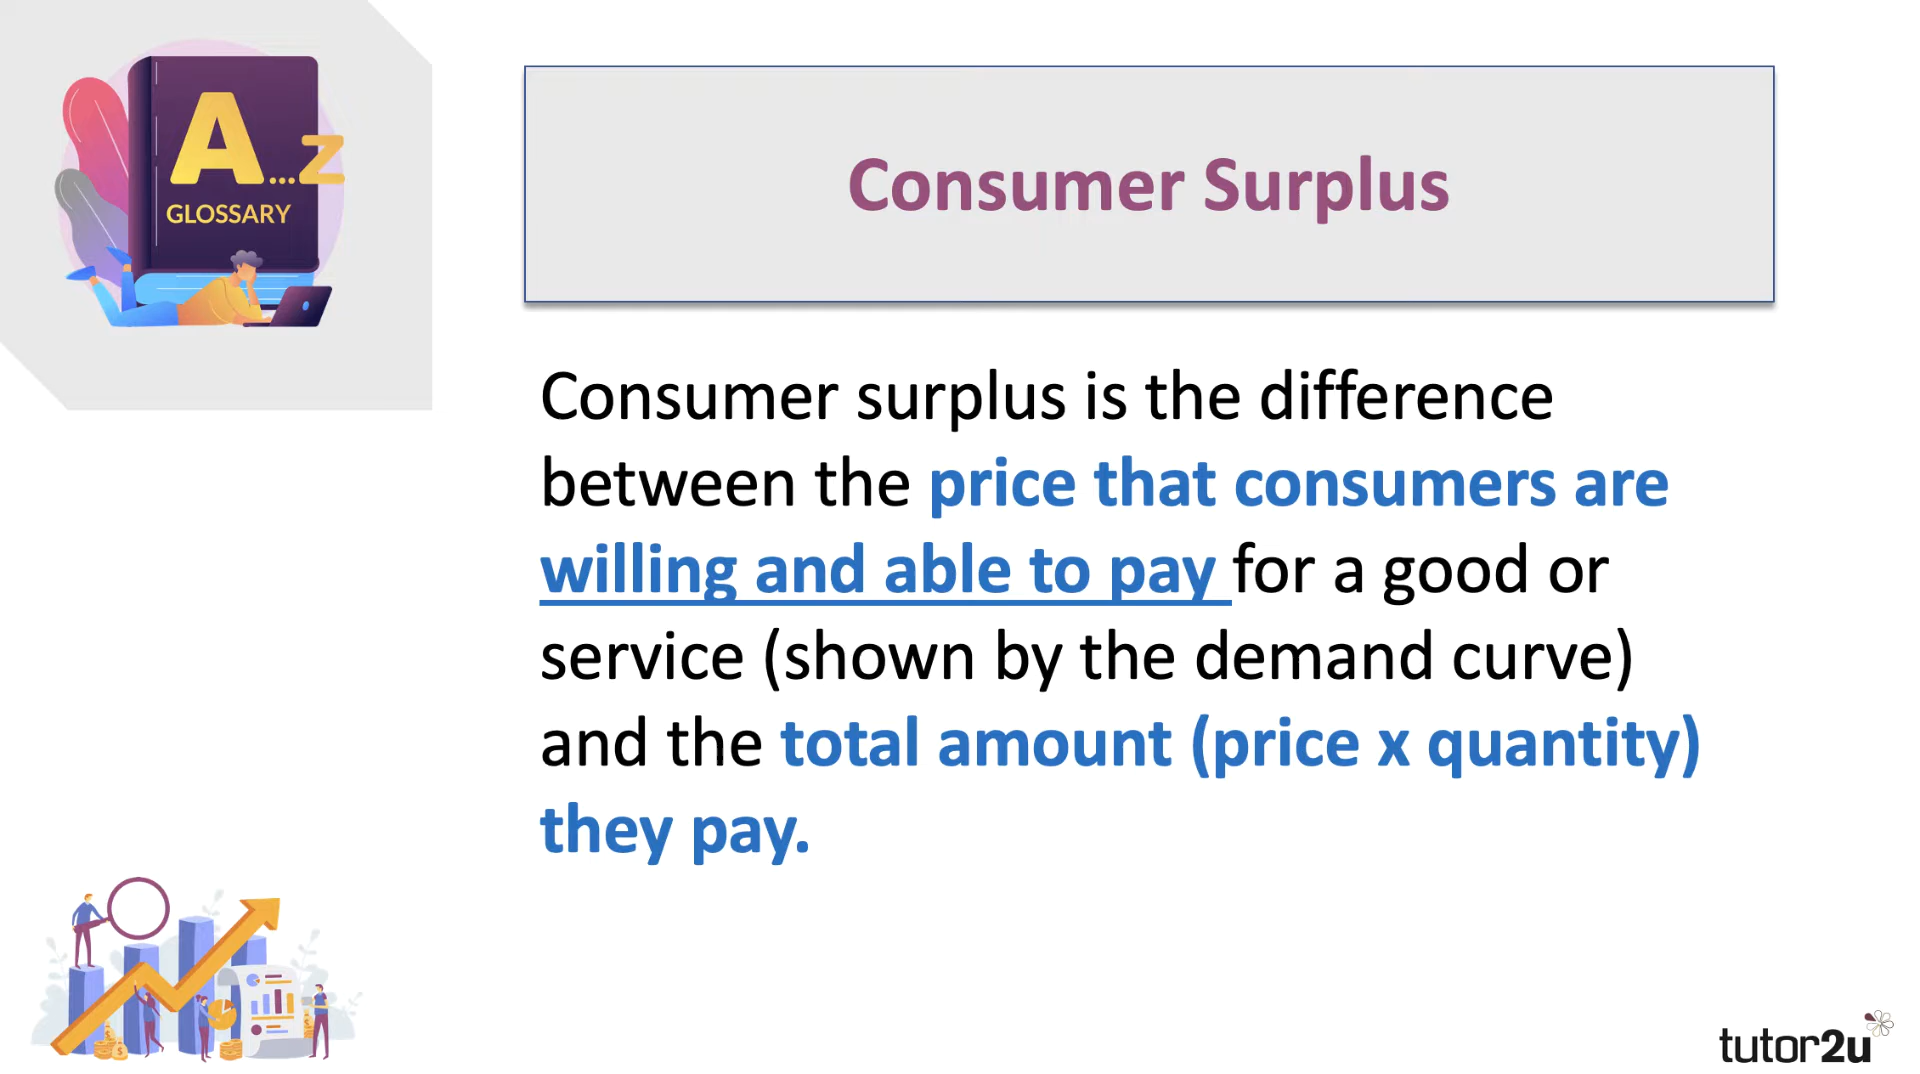 A...Z
GLOSSARY
Consumer Surplus
Consumer surplus is the difference
between the price that consumers are
willing and able to pay for a good or
service (shown by the demand curve)
and the total amount (price x quantity)
they pay.
$
tutor2u